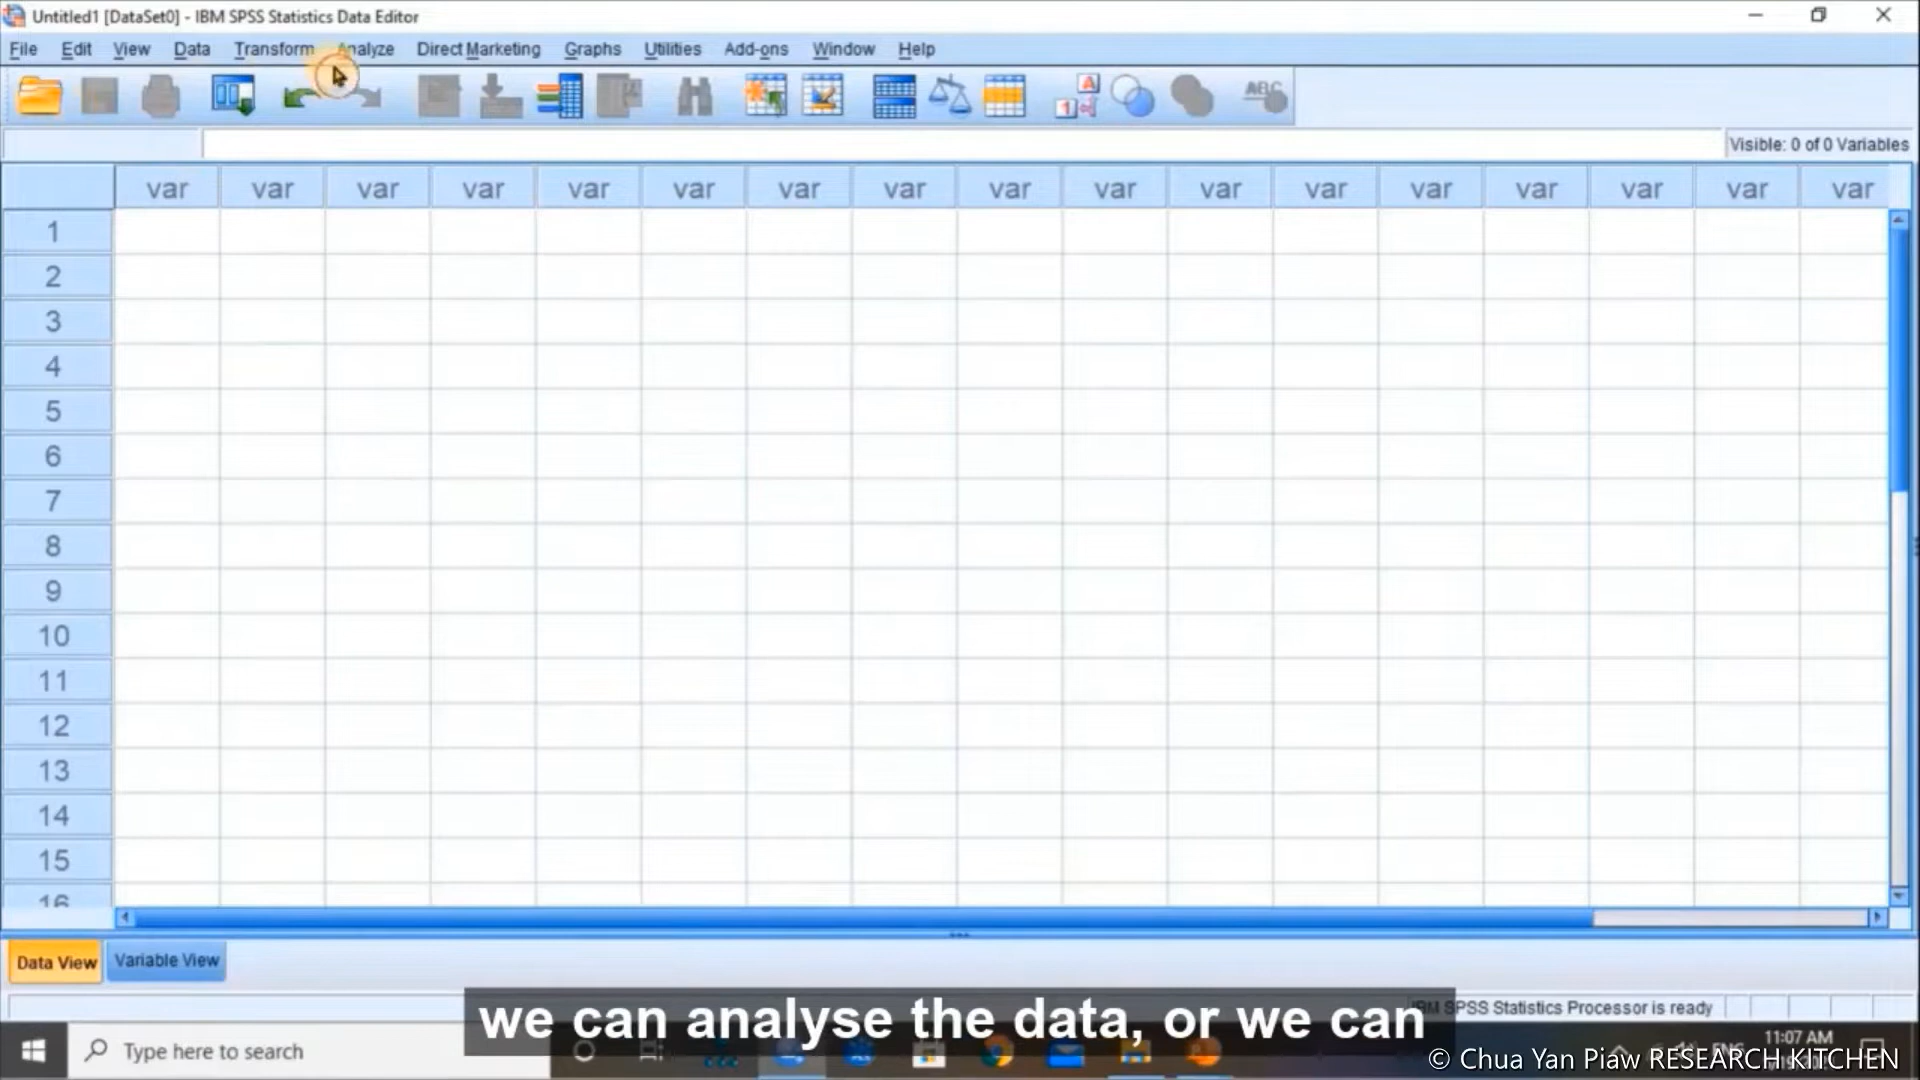 Untitled1 [DataSet0] - IBM SPSS Statistics Data Editor
File Edit View Data Transform Analyze Direct Marketing Graphs Utilities Add-ons Window Help
Visible: 0 of 0 Variables
var var var var var var var var var var var var var var var var var
1
2
3
4
5
6
7
8
9
10
11
12
13
14
15
16
Data View Variable View
SPSS Statistics Processor is ready
we can analyse the data, or we can
Type here to search
11:07 AM
© Chua Yan Piaw RESEARCH KITCHEN